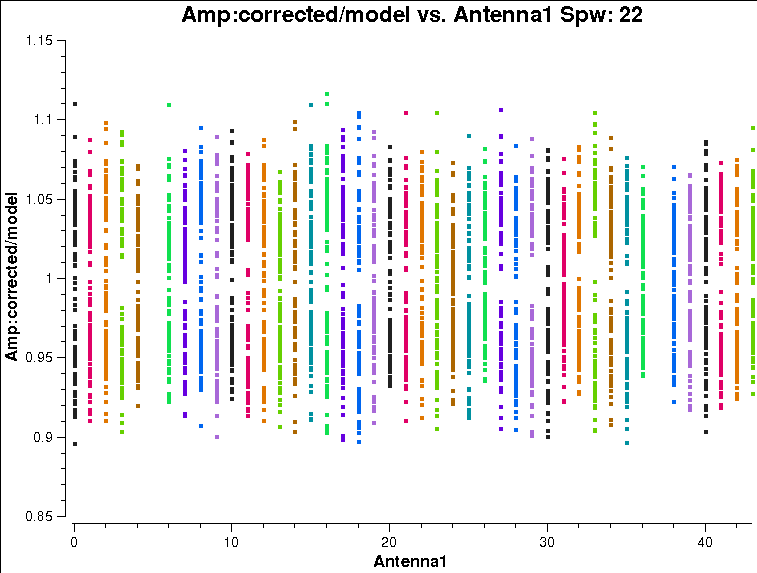 Amp:corrected/model vs. Antenna1 Spw: 22
1.15
1.1
1.05
1
0.95
0.9
0.85
Amp:corrected/model
0 10 20 30 40
Antenna1